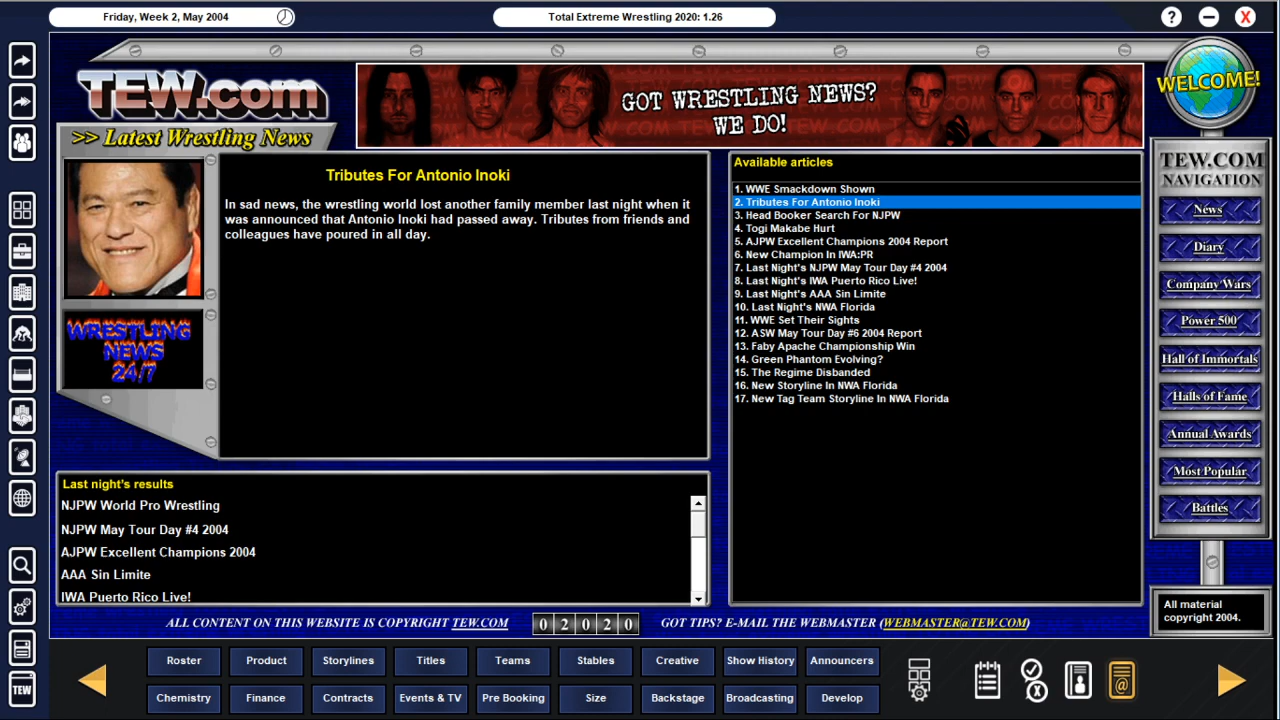 Friday, Week 2, May 2004
Total Extreme Wrestling 2020: 1.26
?
X
TEW.com
>> Latest Wrestling News
GOT WRESTLING NEWS?
WE DO!
WELCOME!
Tributes For Antonio Inoki
In sad news, the wrestling world lost another family member last night when it
was announced that Antonio Inoki had passed away. Tributes from friends and
colleagues have poured in all day.
WRESTLING
NEWS
24/7
Available articles
1. WWE Smackdown Shown
2. Tributes For Antonio Inoki
3. Head Booker Search For NJPW
4. Togi Makabe Hurt
5. AJPW Excellent Champions 2004 Report
6. New Champion In IWA:PR
7. Last Night's NJPW May Tour Day #4 2004
8. Last Night's IWA Puerto Rico Live!
9. Last Night's AAA Sin Limite
10. Last Night's NWA Florida
11. WWE Set Their Sights
12. ASW May Tour Day #6 2004 Report
13. Faby Apache Championship Win
14. Green Phantom Evolving?
15. The Regime Disbanded
16. New Storyline In NWA Florida
17. New Tag Team Storyline In NWA Florida
TEW.COM
NAVIGATION
News
Diary
Company Wars
Power 500
Hall of Immortals
Halls of Fame
Annual Awards
Most Popular
Battles
Last night's results
NJPW World Pro Wrestling
NJPW May Tour Day #4 2004
AJPW Excellent Champions 2004
AAA Sin Limite
IWA Puerto Rico Live!
All material
copyright 2004.
ALL CONTENT ON THIS WEBSITE IS COPYRIGHT TEW.COM
0 2 0 2 0
GOT TIPS? E-MAIL THE WEBMASTER (WEBMASTER@TEW.COM)
TEW
Roster
Product
Storylines
Titles
Teams
Stables
Creative
Show History
Announcers
Chemistry
Finance
Contracts
Events & TV
Pre Booking
Size
Backstage
Broadcasting
Develop
@